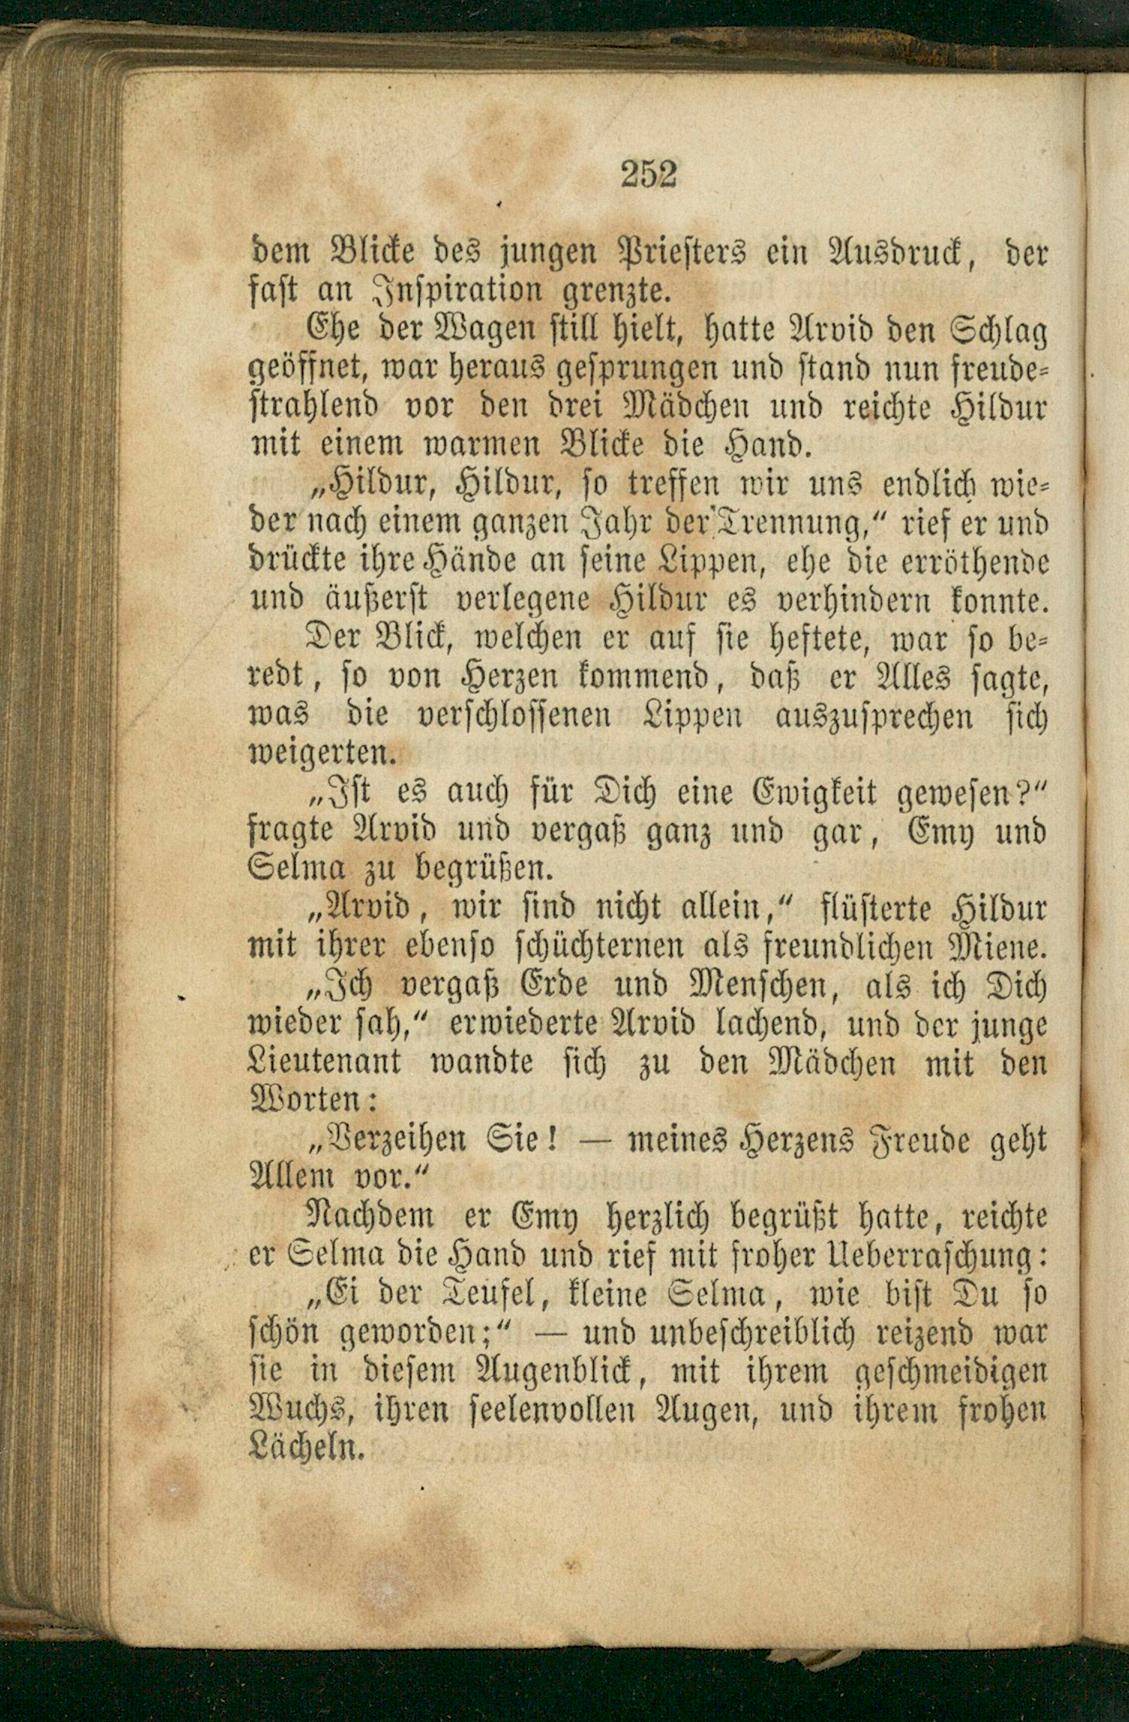 252
dem Blicke des jungen Priesters ein Ausdruck, der
fast an Inspiration grenzte.
Ehe der Wagen still hielt, hatte Arvid den Schlag
geöffnet, war heraus gesprungen und stand nun freude-
strahlend vor den drei Mädchen und reichte Hildur
mit einem warmen Blicke die Hand.
„Hildur, Hildur, so treffen wir uns endlich wie-
der nach einem ganzen Jahr der Trennung,“ rief er und
drückte ihre Hände an seine Lippen, ehe die erröthende
und äußerst verlegene Hildur es verhindern konnte.
Der Blick, welchen er auf sie heftete, war so be-
redt, so von Herzen kommend, daß er Alles sagte,
was die verschlossenen Lippen auszusprechen sich
weigerten.
„Ist es auch für Dich eine Ewigkeit gewesen?“
fragte Arvid und vergaß ganz und gar, Emy und
Selma zu begrüßen.
„Arvid, wir sind nicht allein,“ flüsterte Hildur
mit ihrer ebenso schüchternen als freundlichen Miene.
„Ich vergaß Erde und Menschen, als ich Dich
wieder sah,“ erwiederte Arvid lachend, und der junge
Lieutenant wandte sich zu den Mädchen mit den
Worten:
„Verzeihen Sie! — meines Herzens Freude geht
Allem vor.“
Nachdem er Emy herzlich begrüßt hatte, reichte
er Selma die Hand und rief mit froher Ueberraschung:
„Ei der Teufel, kleine Selma, wie bist Du so
schön geworden;“ — und unbeschreiblich reizend war
sie in diesem Augenblick, mit ihrem geschmeidigen
Wuchs, ihren seelenvollen Augen, und ihrem frohen
Lächeln.